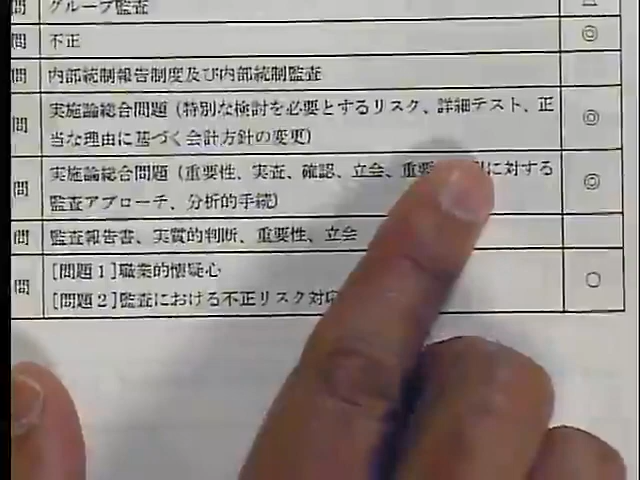 問 グループ監査 △
問 不正 ◎
問 内部統制報告制度及び内部統制監査
問 実施論総合問題（特別な検討を必要とするリスク、詳細テスト、正 ◎
当な理由に基づく会計方針の変更）
問 実施論総合問題（重要性、実査、確認、立会、重要 に対する ◎
監査アプローチ、分析的手続）
問 監査報告書、実質的判断、重要性、立会
問 [問題１]職業的懐疑心 ○
[問題２]監査における不正リスク対応